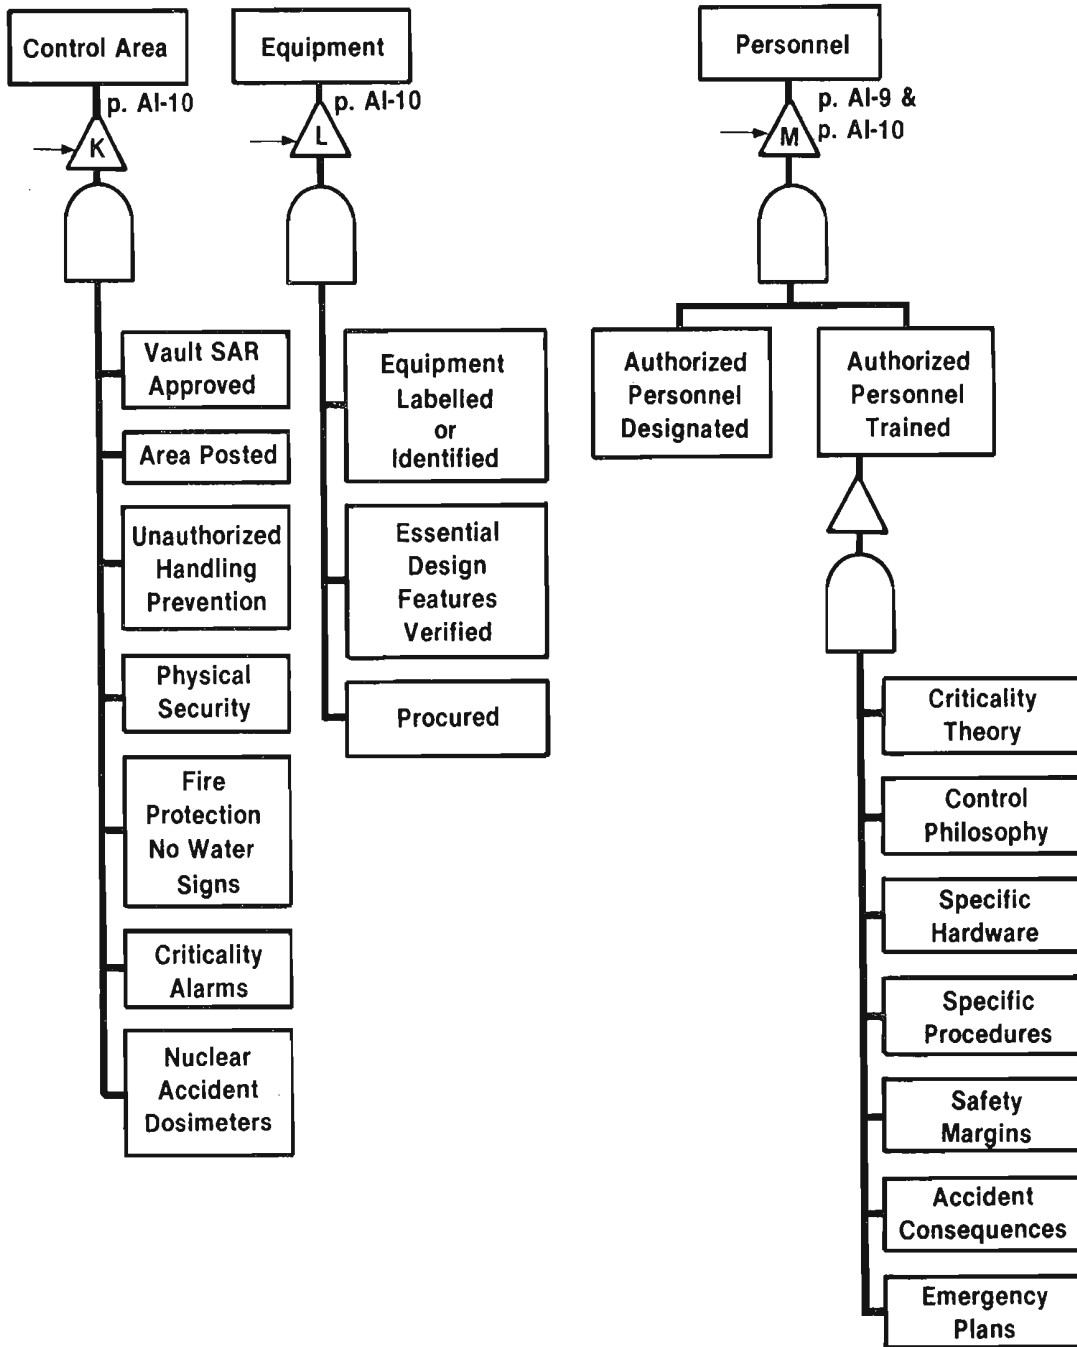 Control Area
p. AI-10
K
Vault SAR
Approved
Area Posted
Unauthorized
Handling
Prevention
Physical
Security
Fire
Protection
No Water
Signs
Criticality
Alarms
Nuclear
Accident
Dosimeters
Equipment
p. AI-10
L
Equipment
Labelled
or
Identified
Essential
Design
Features
Verified
Procured
Personnel
p. AI-9 &
p. AI-10
M
Authorized
Personnel
Designated
Authorized
Personnel
Trained
Criticality
Theory
Control
Philosophy
Specific
Hardware
Specific
Procedures
Safety
Margins
Accident
Consequences
Emergency
Plans